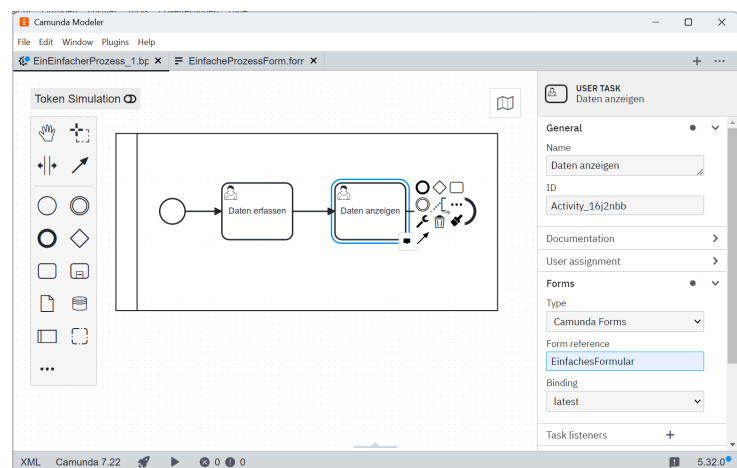 Camunda Modeler
File Edit Window Plugins Help
EinEinfacherProzess_1.bp
EinfacheProzessForm.forr
Token Simulation
Daten erfassen
Daten anzeigen
USER TASK
Daten anzeigen
General
Name
Daten anzeigen
ID
Activity_16j2nbb
Documentation
User assignment
Forms
Type
Camunda Forms
Form reference
EinfachesFormular
Binding
latest
Task listeners
XML Camunda 7.22 0 0 5.32.0